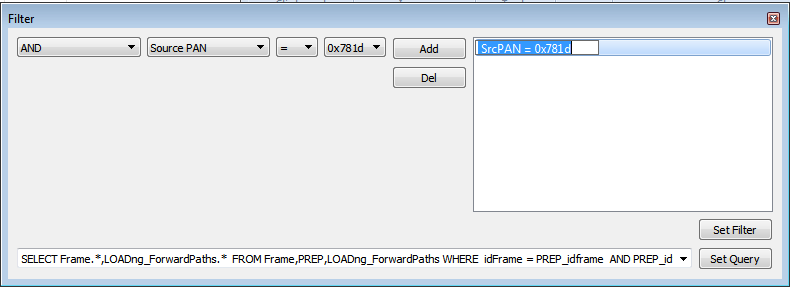 Filter
AND Source PAN = 0x781d Add
SrcPAN = 0x781d
Del
Set Filter
SELECT Frame.*,LOADng_ForwardPaths.* FROM Frame,PREP,LOADng_ForwardPaths WHERE idFrame = PREP_idframe AND PREP_id
Set Query